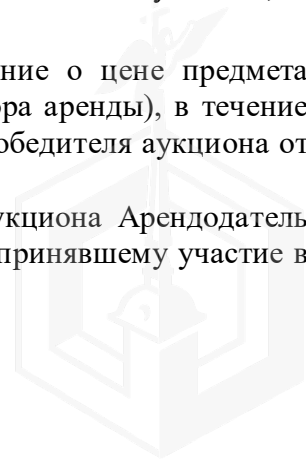 ние о цене предмета
ора аренды), в течение
обедителя аукциона от
укциона Арендодатель
принявшему участие в